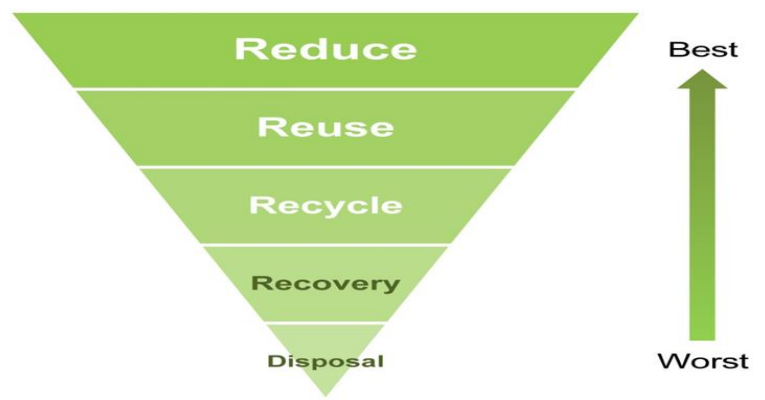 Reduce
Best
Reuse
Recycle
Recovery
Disposal
Worst